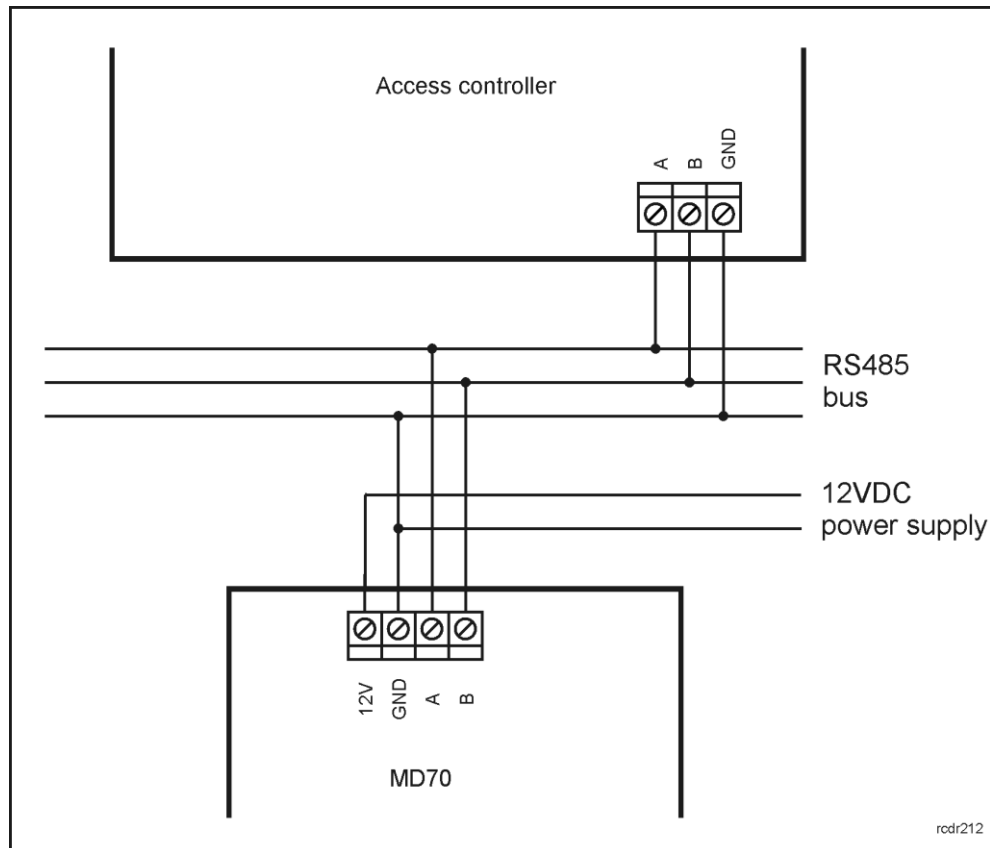 Access controller
A
B
GND
RS485
bus
12VDC
power supply
12V
GND
A
B
MD70
rcdr212